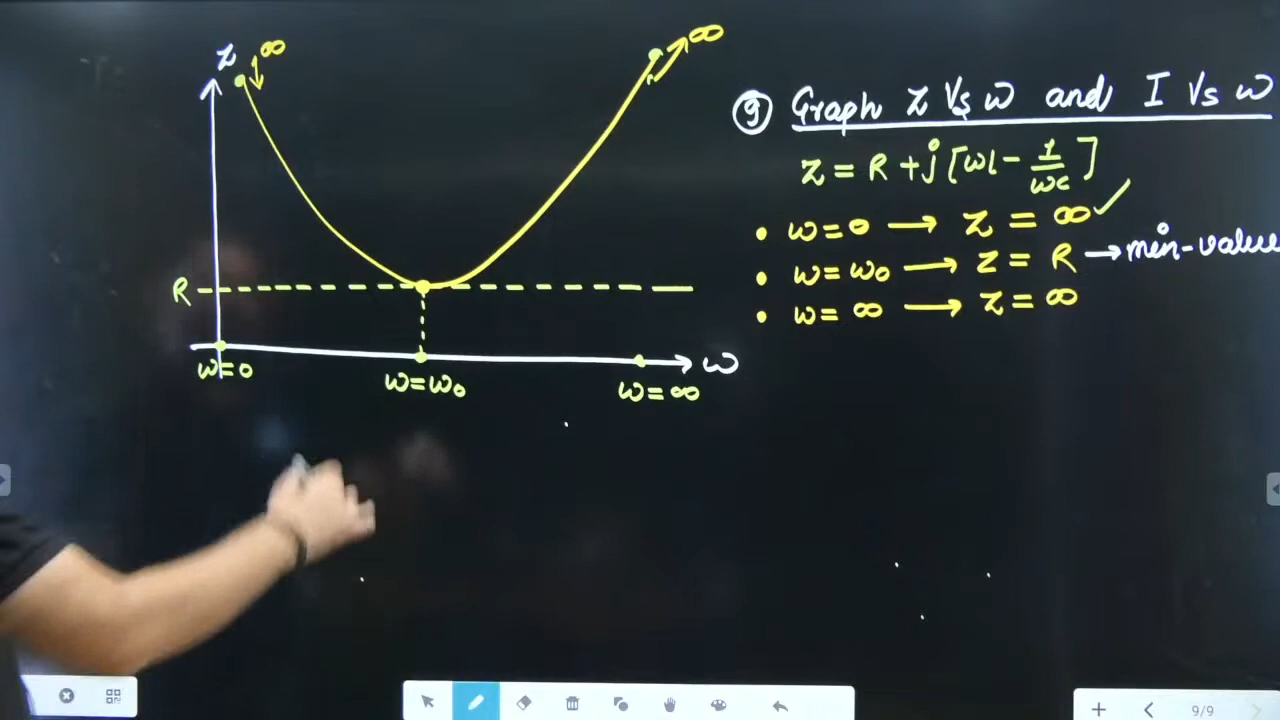 ⑨ Graph Z Vs ω and I Vs ω
Z = R + j [ωL - 1/ωC]
• ω = 0 → Z = ∞ ✓
• ω = ω₀ → Z = R → min-value
• ω = ∞ → Z = ∞
Z
∞
∞
R
ω
ω=0
ω=ω₀
ω=∞
9/9